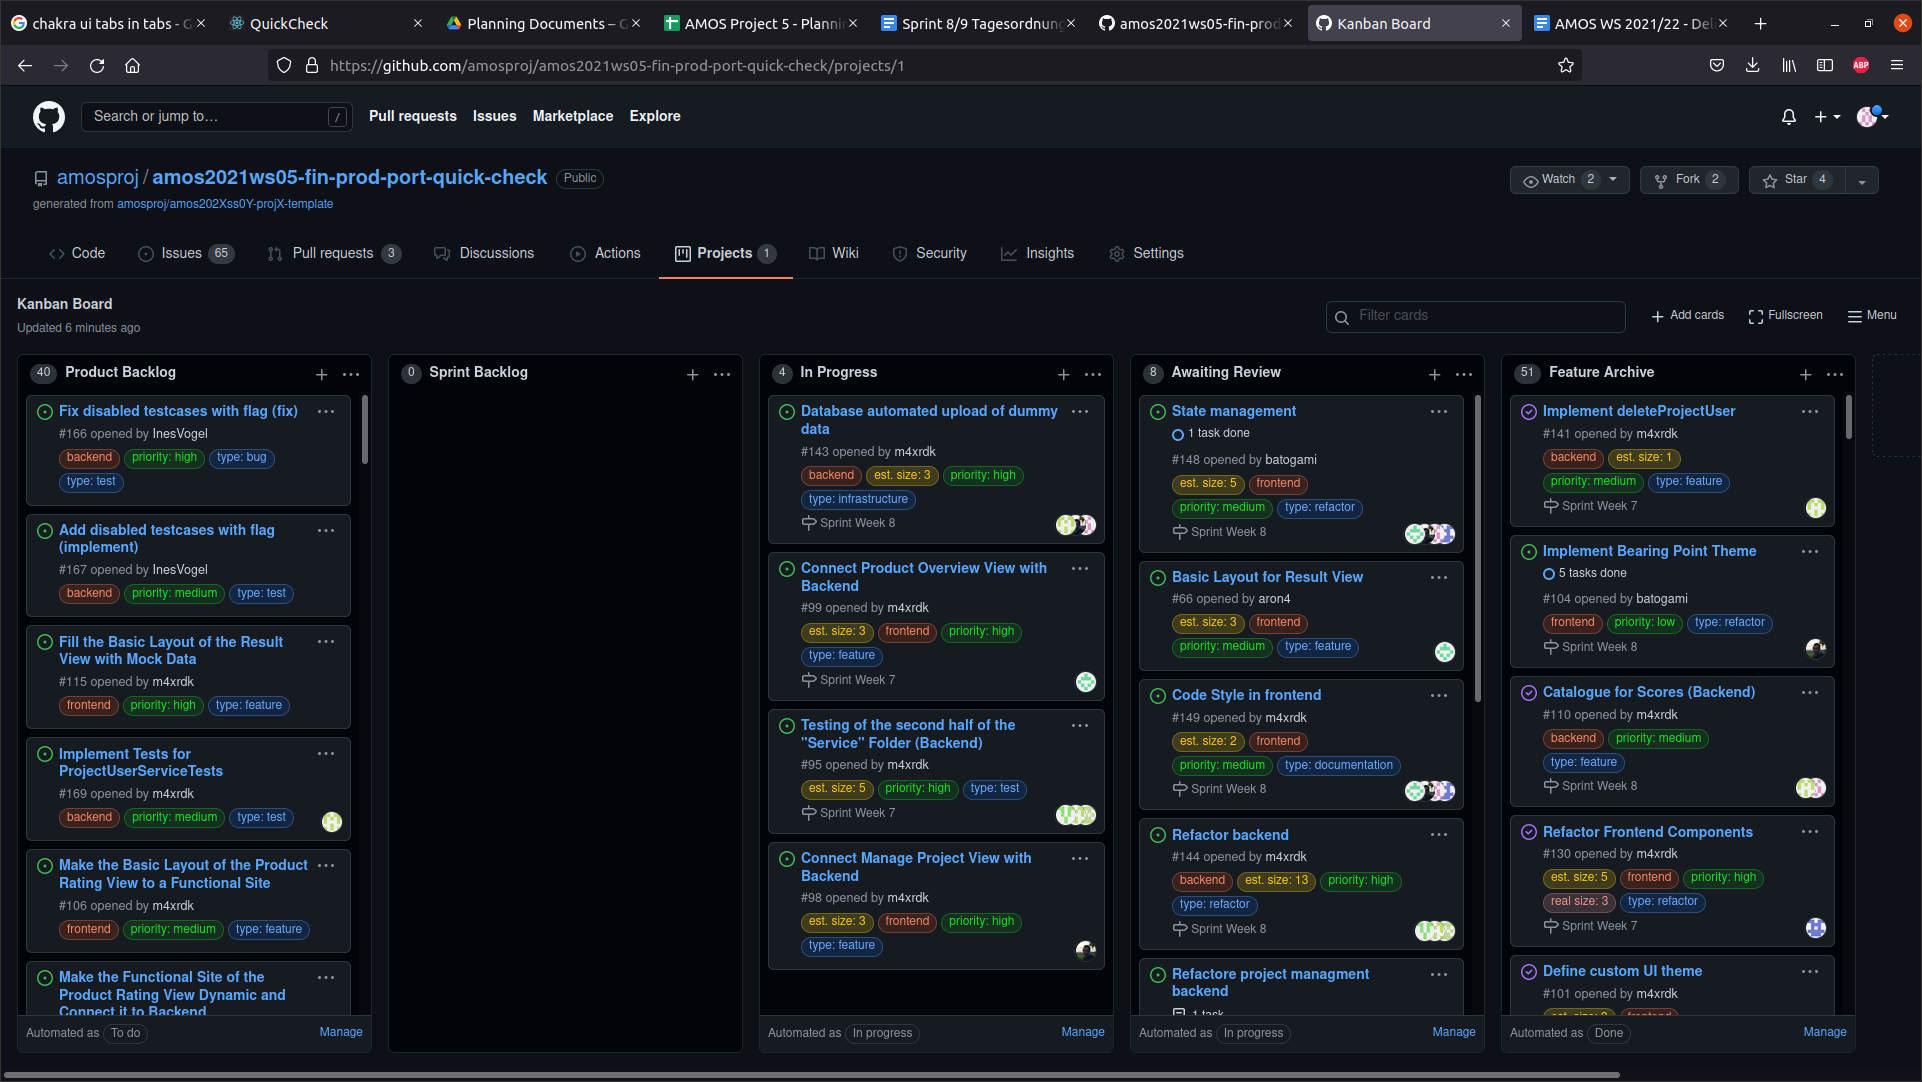 chakra ui tabs in tabs - G
QuickCheck
Planning Documents – G
AMOS Project 5 - Plannin
Sprint 8/9 Tagesordnung
amos2021ws05-fin-prod
Kanban Board
AMOS WS 2021/22 - Deli
https://github.com/amosproj/amos2021ws05-fin-prod-port-quick-check/projects/1
ABP
Search or jump to…
/
Pull requests
Issues
Marketplace
Explore
amosproj / amos2021ws05-fin-prod-port-quick-check
Public
Watch 2
Fork 2
Star 4
generated from amosproj/amos202Xss0Y-projX-template
Code
Issues 65
Pull requests 3
Discussions
Actions
Projects 1
Wiki
Security
Insights
Settings
Kanban Board
Updated 6 minutes ago
Filter cards
Add cards
Fullscreen
Menu
40 Product Backlog
Fix disabled testcases with flag (fix)
#166 opened by InesVogel
backend priority: high type: bug
type: test
Add disabled testcases with flag
(implement)
#167 opened by InesVogel
backend priority: medium type: test
Fill the Basic Layout of the Result
View with Mock Data
#115 opened by m4xrdk
frontend priority: high type: feature
Implement Tests for
ProjectUserServiceTests
#169 opened by m4xrdk
backend priority: medium type: test
Make the Basic Layout of the Product
Rating View to a Functional Site
#106 opened by m4xrdk
frontend priority: medium type: feature
Make the Functional Site of the
Product Rating View Dynamic and
Connect it to Backend
Automated as To do
Manage
0 Sprint Backlog
4 In Progress
Database automated upload of dummy
data
#143 opened by m4xrdk
backend est. size: 3 priority: high
type: infrastructure
Sprint Week 8
Connect Product Overview View with
Backend
#99 opened by m4xrdk
est. size: 3 frontend priority: high
type: feature
Sprint Week 7
Testing of the second half of the
"Service" Folder (Backend)
#95 opened by m4xrdk
est. size: 5 priority: high type: test
Sprint Week 7
Connect Manage Project View with
Backend
#98 opened by m4xrdk
est. size: 3 frontend priority: high
type: feature
Automated as In progress
Manage
8 Awaiting Review
State management
1 task done
#148 opened by batogami
est. size: 5 frontend
priority: medium type: refactor
Sprint Week 8
Basic Layout for Result View
#66 opened by aron4
est. size: 3 frontend
priority: medium type: feature
Code Style in frontend
#149 opened by m4xrdk
est. size: 2 frontend
priority: medium type: documentation
Sprint Week 8
Refactor backend
#144 opened by m4xrdk
backend est. size: 13 priority: high
type: refactor
Sprint Week 8
Refactore project managment
backend
1 task
Automated as In progress
Manage
51 Feature Archive
Implement deleteProjectUser
#141 opened by m4xrdk
backend est. size: 1
priority: medium type: feature
Sprint Week 7
Implement Bearing Point Theme
5 tasks done
#104 opened by batogami
frontend priority: low type: refactor
Sprint Week 8
Catalogue for Scores (Backend)
#110 opened by m4xrdk
backend priority: medium
type: feature
Sprint Week 8
Refactor Frontend Components
#130 opened by m4xrdk
est. size: 5 frontend priority: high
real size: 3 type: refactor
Sprint Week 7
Define custom UI theme
#101 opened by m4xrdk
Automated as Done
Manage